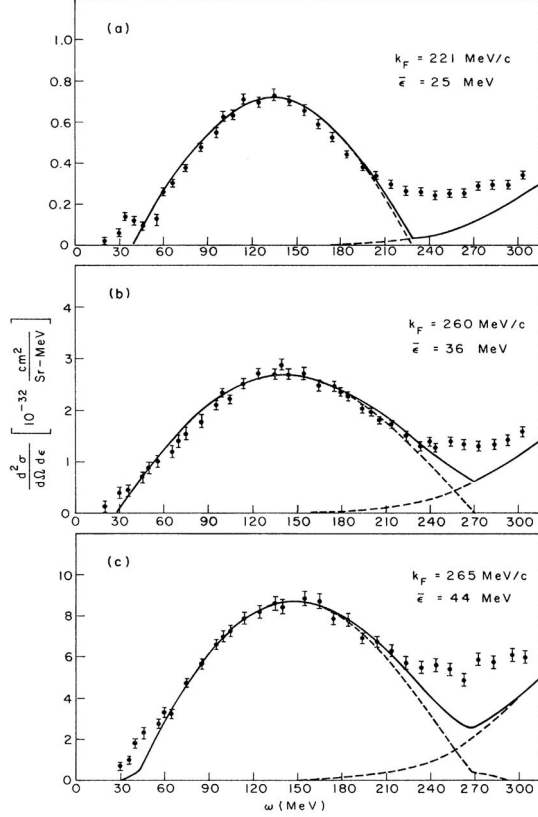 (a)
k_F = 221 MeV/c
ε̄ = 25 MeV
1.0
0.8
0.6
0.4
0.2
0
0 30 60 90 120 150 180 210 240 270 300
(b)
k_F = 260 MeV/c
ε̄ = 36 MeV
4
3
2
1
0
0 30 60 90 120 150 180 210 240 270 300
d²σ/dΩdε [10⁻³² cm²/Sr-MeV]
(c)
k_F = 265 MeV/c
ε̄ = 44 MeV
10
8
6
4
2
0
0 30 60 90 120 150 180 210 240 270 300
ω (MeV)